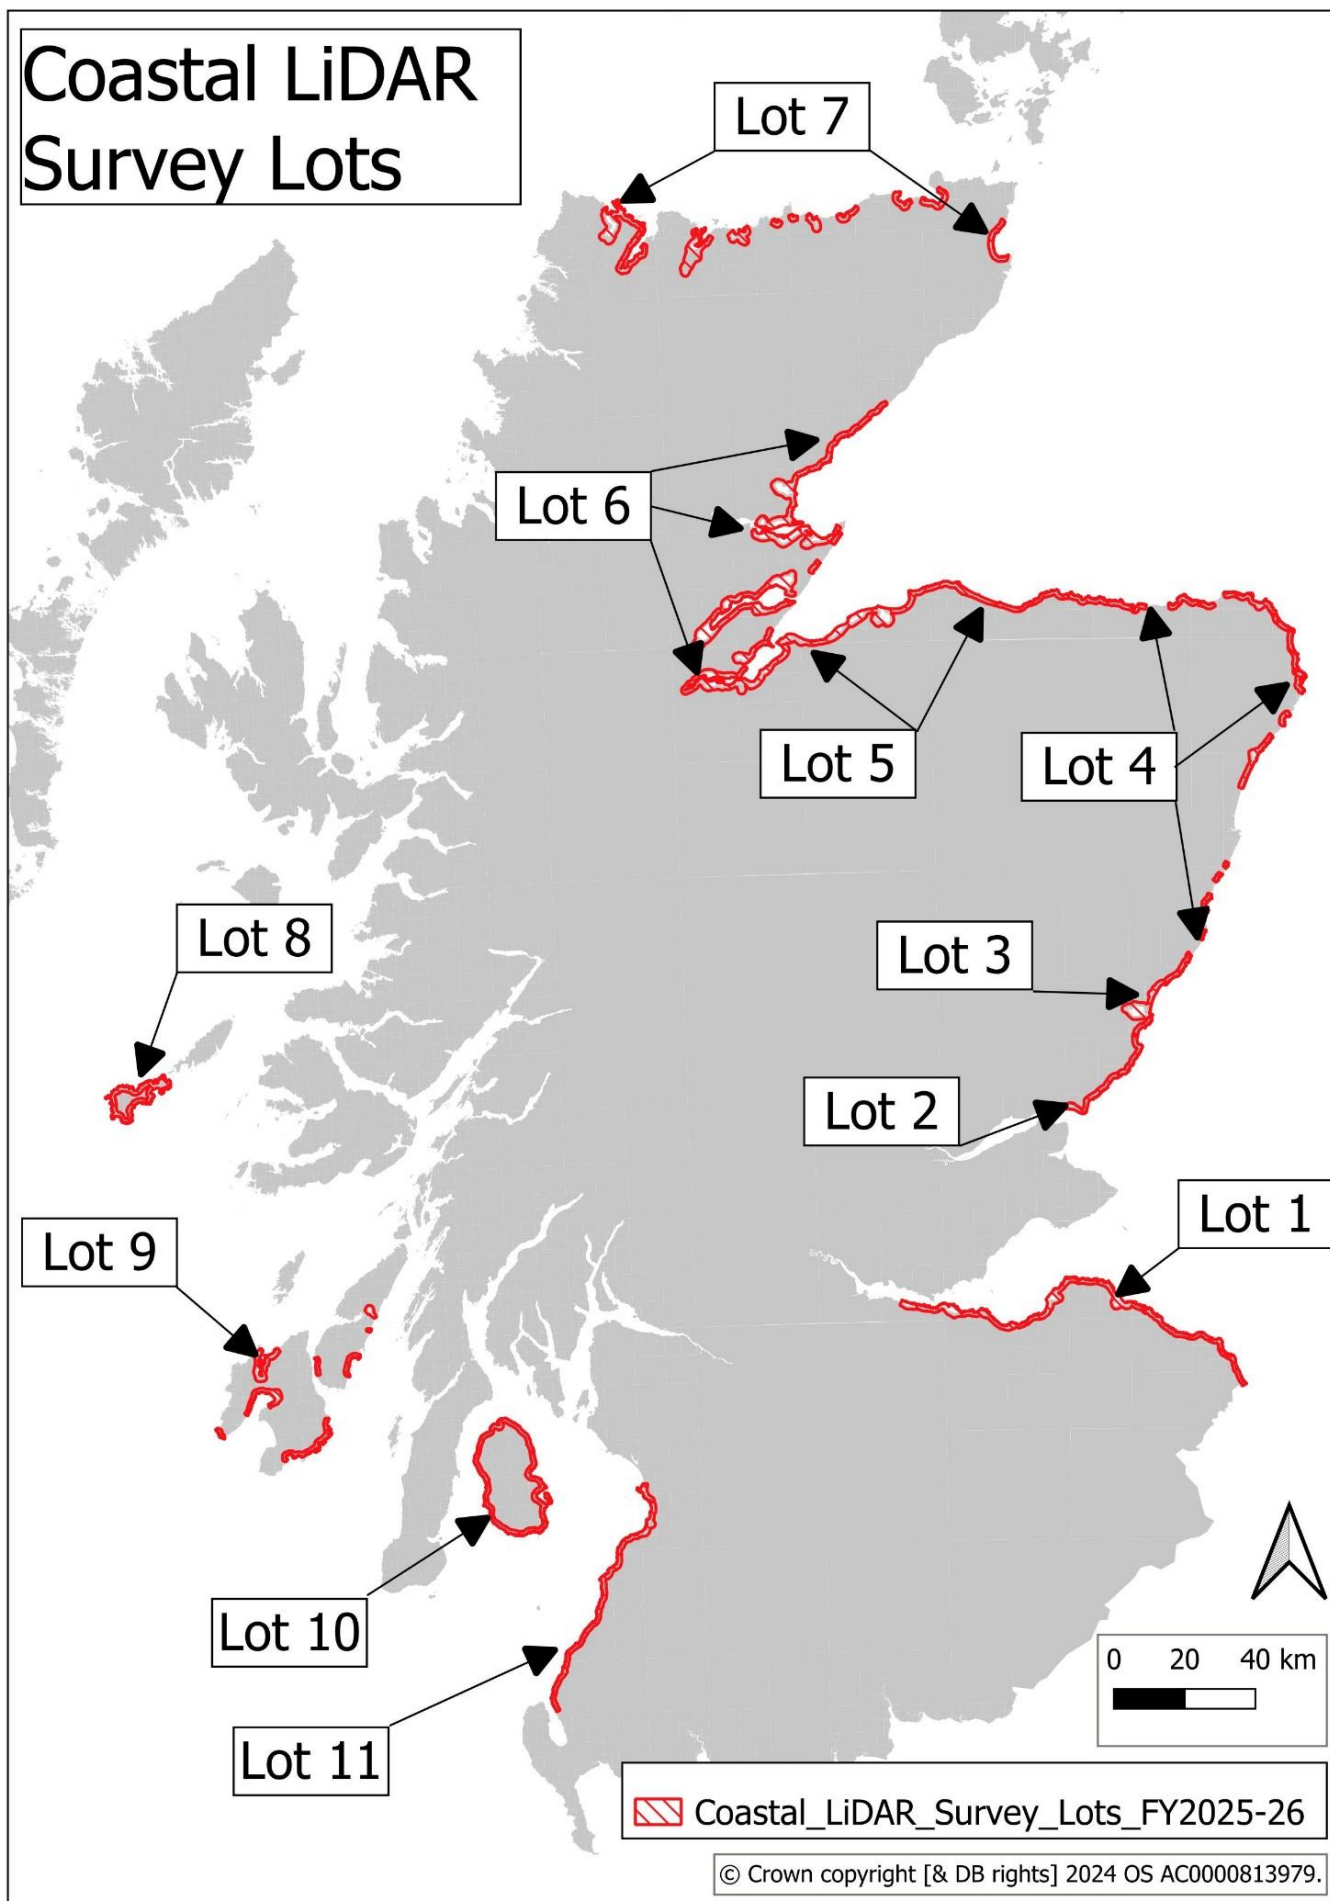 Coastal LiDAR
Survey Lots
Lot 7
Lot 6
Lot 5
Lot 4
Lot 8
Lot 3
Lot 2
Lot 1
Lot 9
Lot 10
Lot 11
0 20 40 km
Coastal_LiDAR_Survey_Lots_FY2025-26
© Crown copyright [& DB rights] 2024 OS AC0000813979.